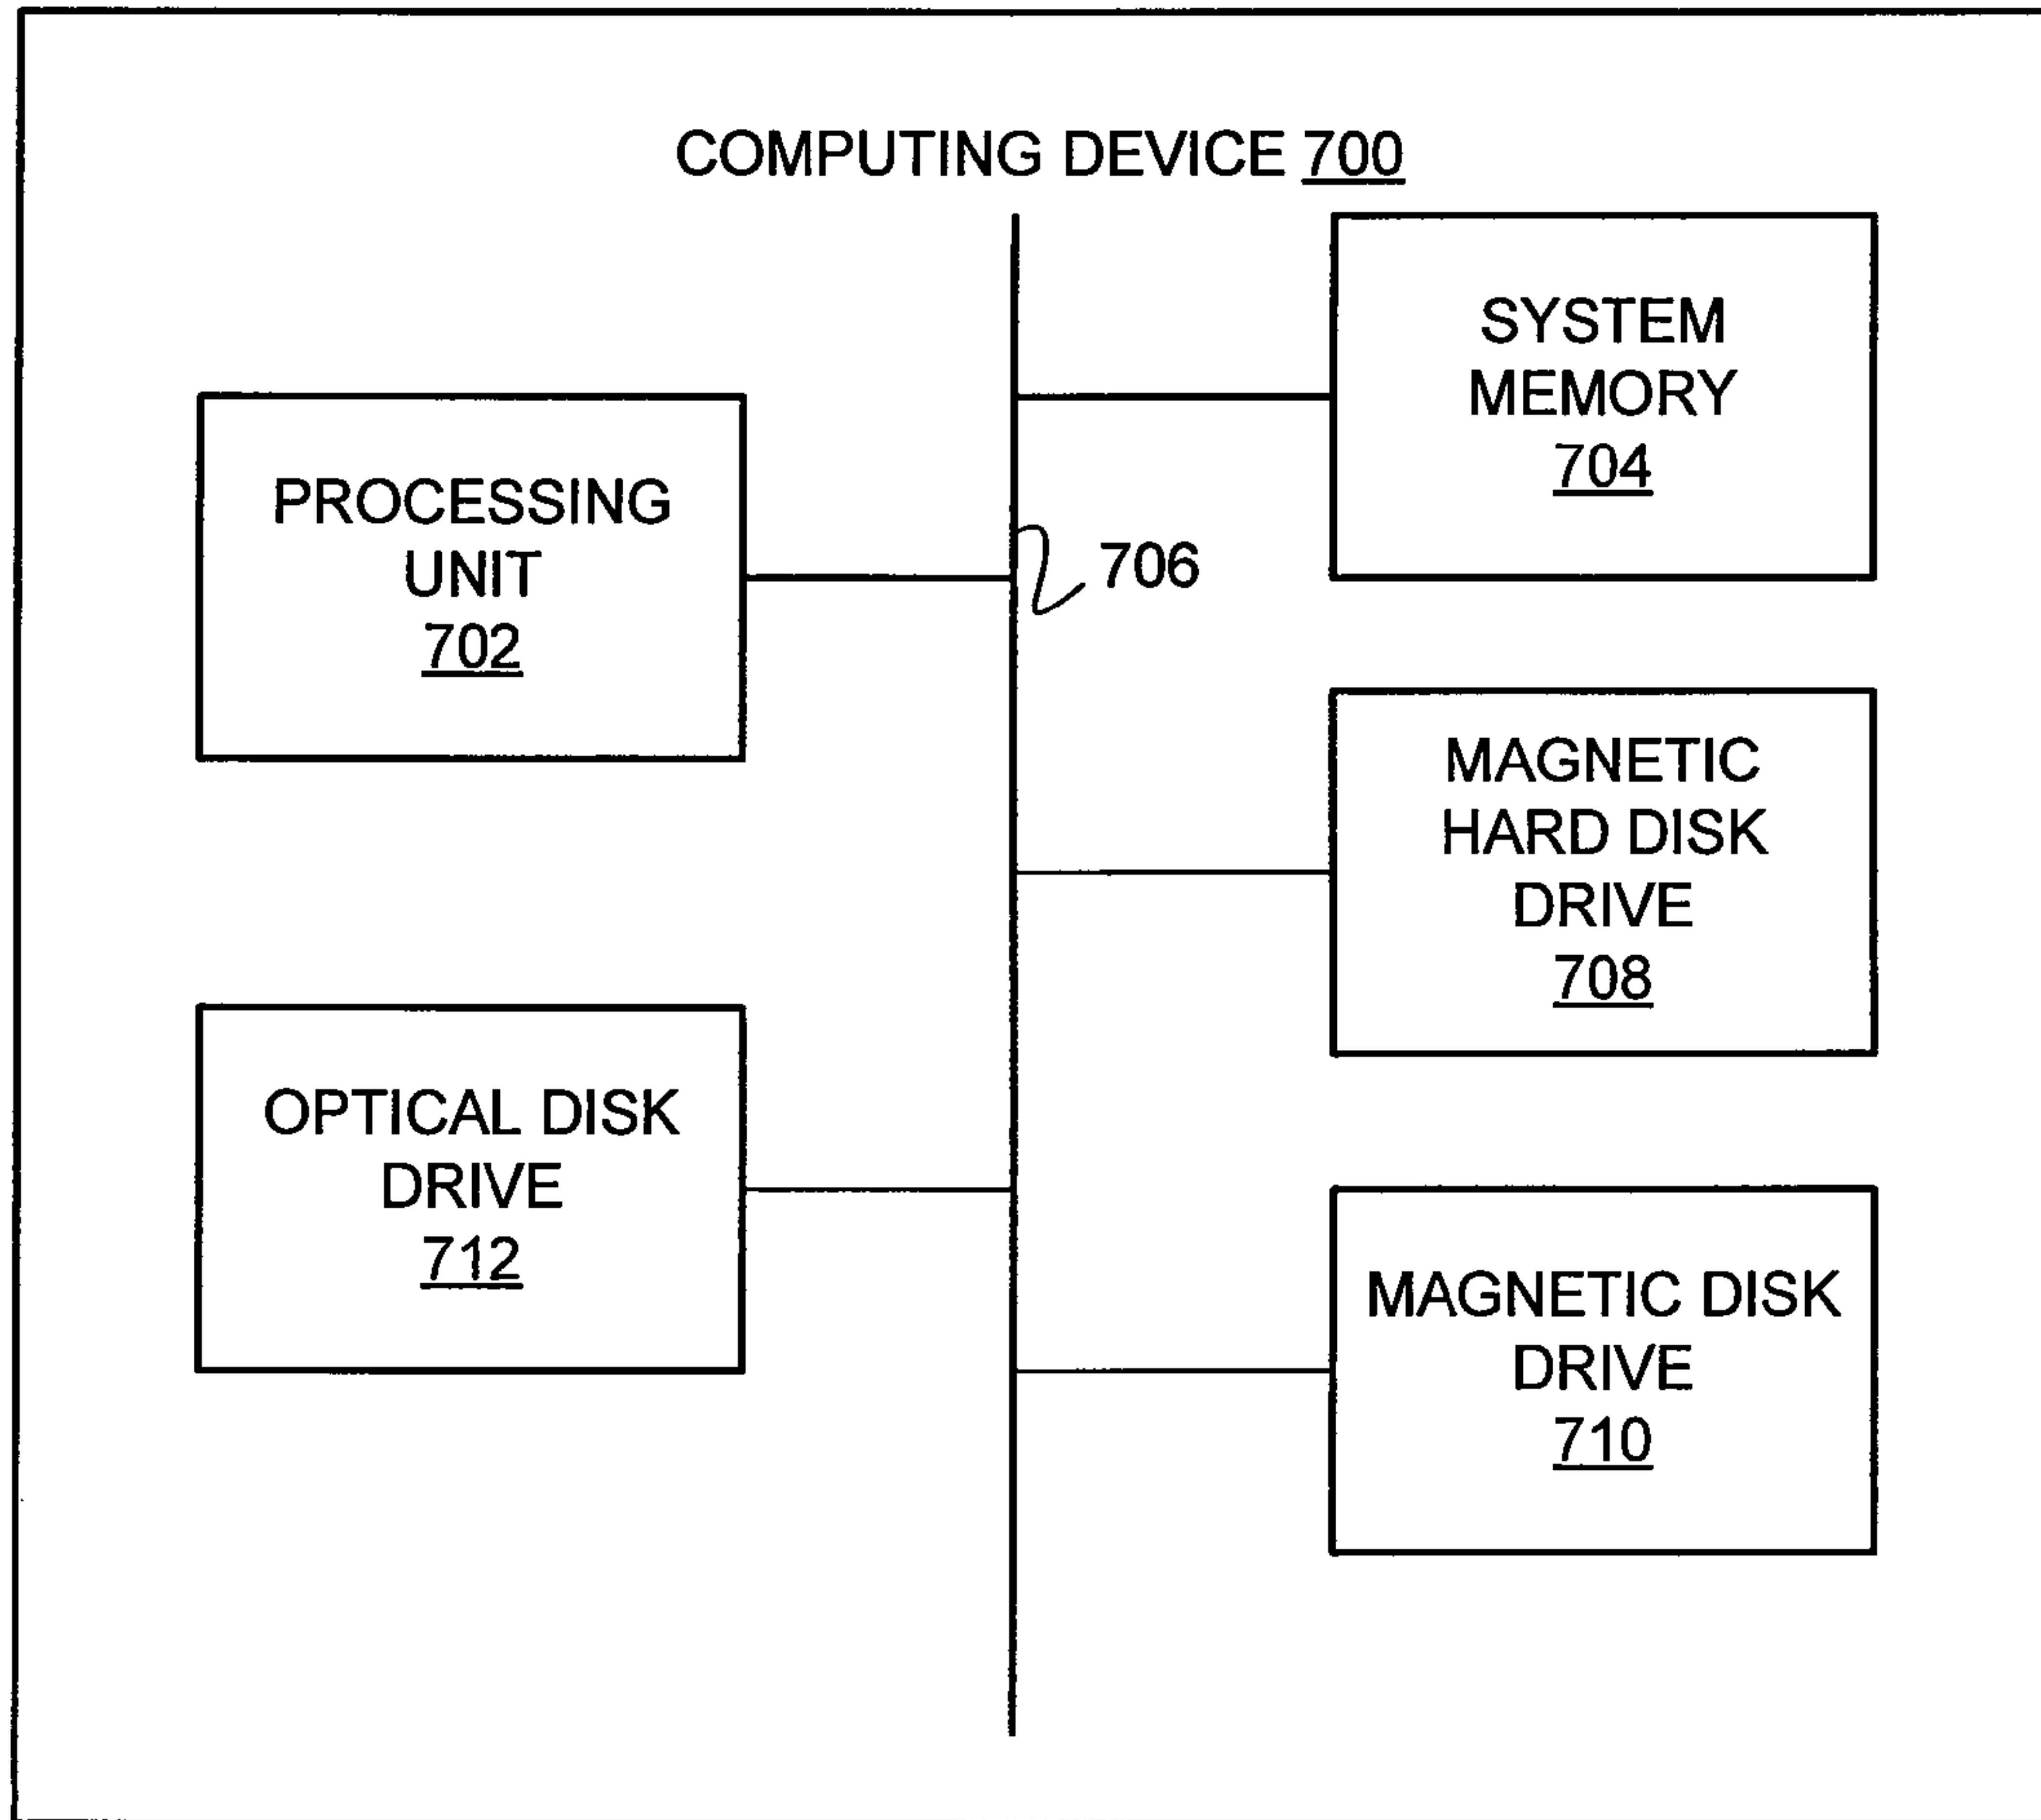 COMPUTING DEVICE 700
SYSTEM
MEMORY
704
PROCESSING
UNIT
702
706
MAGNETIC
HARD DISK
DRIVE
708
OPTICAL DISK
DRIVE
712
MAGNETIC DISK
DRIVE
710